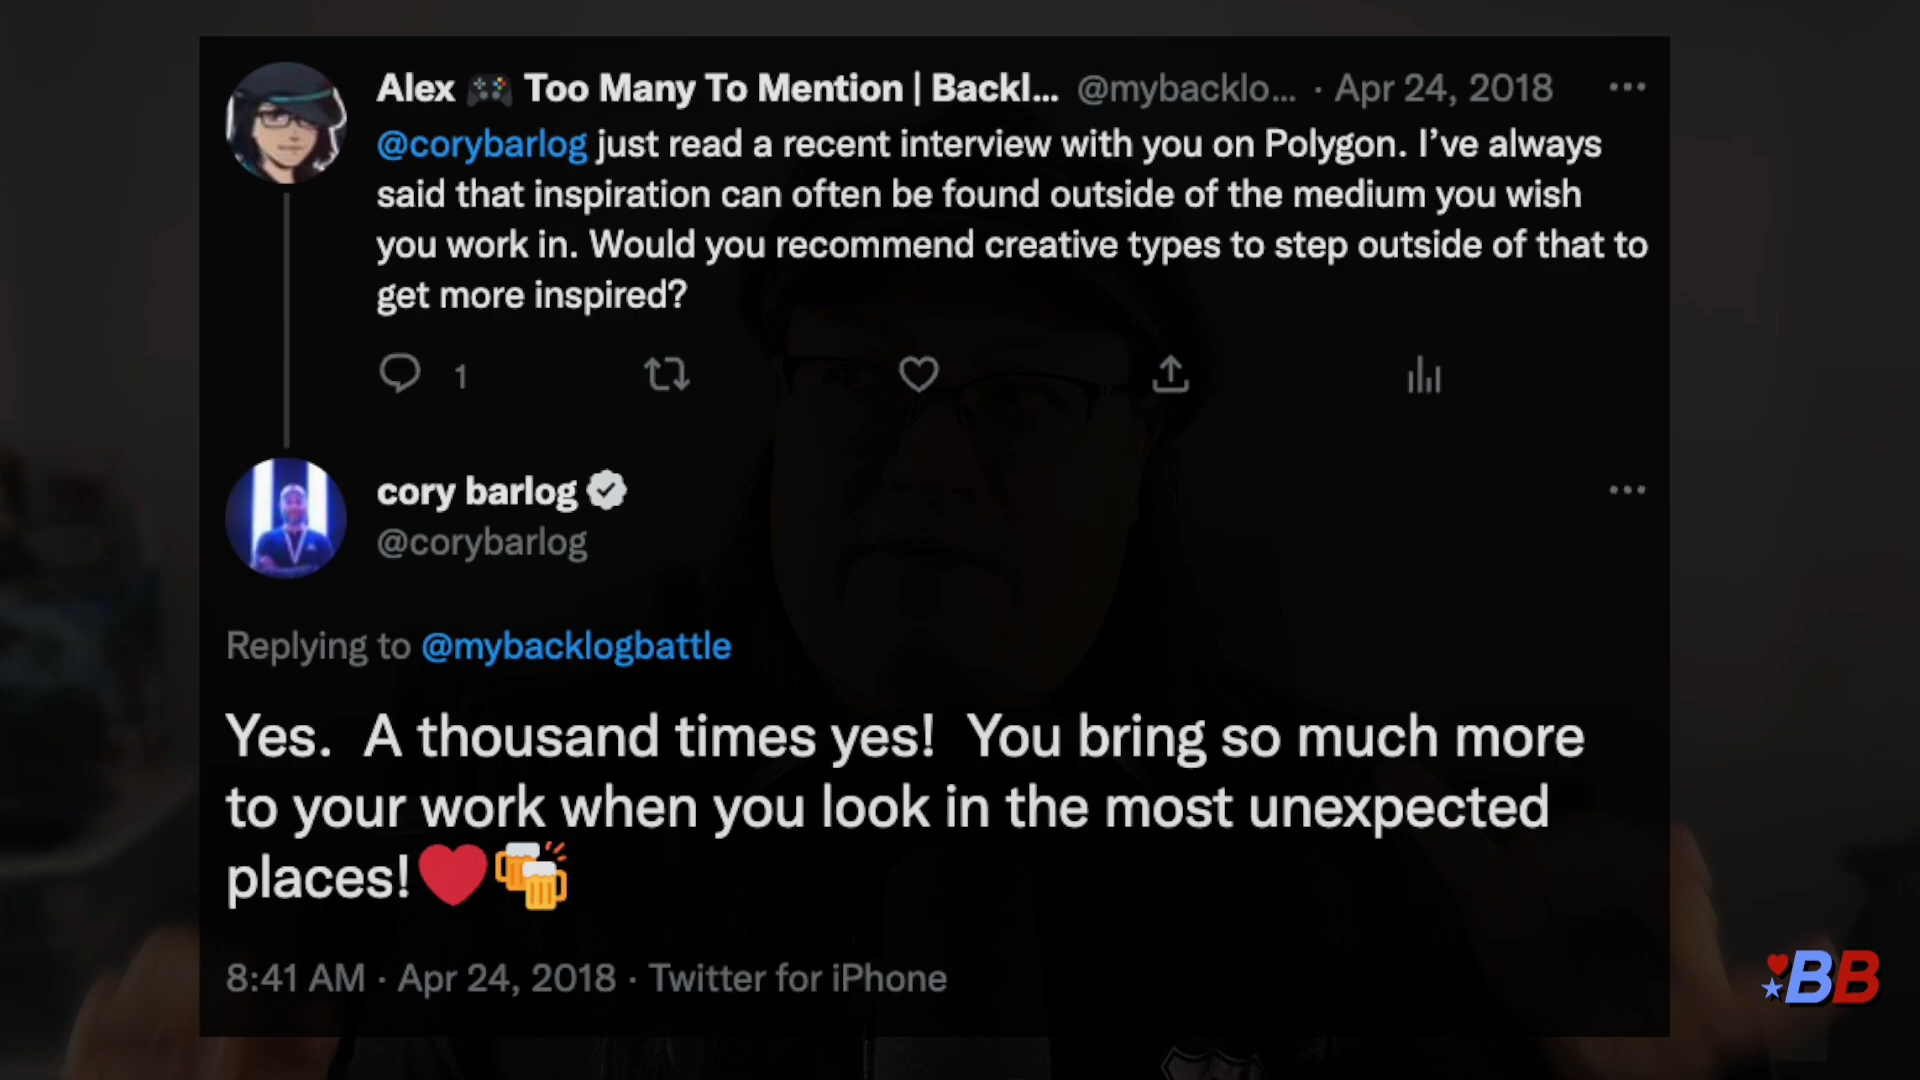 Alex 🎮 Too Many To Mention | Backl... @mybacklo... · Apr 24, 2018
@corybarlog just read a recent interview with you on Polygon. I've always
said that inspiration can often be found outside of the medium you wish
you work in. Would you recommend creative types to step outside of that to
get more inspired?
1
cory barlog
@corybarlog
Replying to @mybacklogbattle
Yes.  A thousand times yes!  You bring so much more
to your work when you look in the most unexpected
places!❤️🍻
8:41 AM · Apr 24, 2018 · Twitter for iPhone
BB